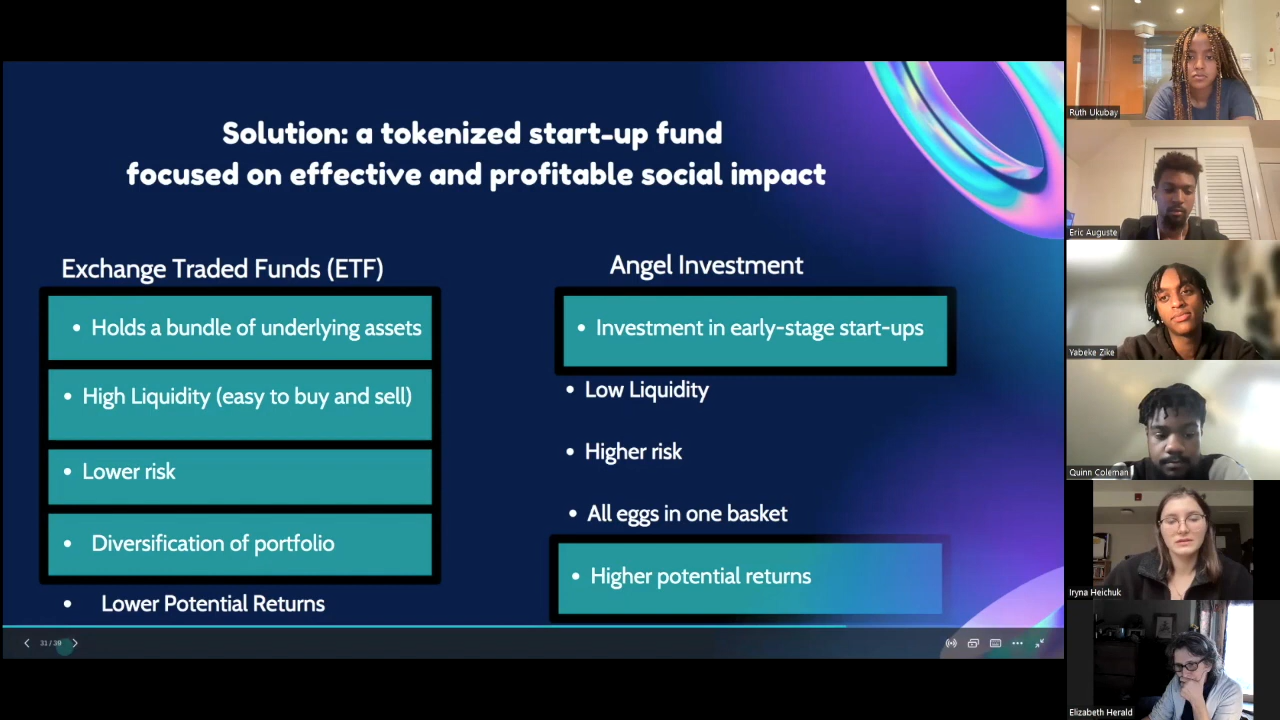 Solution: a tokenized start-up fund
focused on effective and profitable social impact
Exchange Traded Funds (ETF)
• Holds a bundle of underlying assets
• High Liquidity (easy to buy and sell)
• Lower risk
• Diversification of portfolio
• Lower Potential Returns
Angel Investment
• Investment in early-stage start-ups
• Low Liquidity
• Higher risk
• All eggs in one basket
• Higher potential returns
31 / 39
Ruth Ukubay
Eric Auguste
Yabeke Zike
Quinn Coleman
Iryna Heichuk
Elizabeth Herald